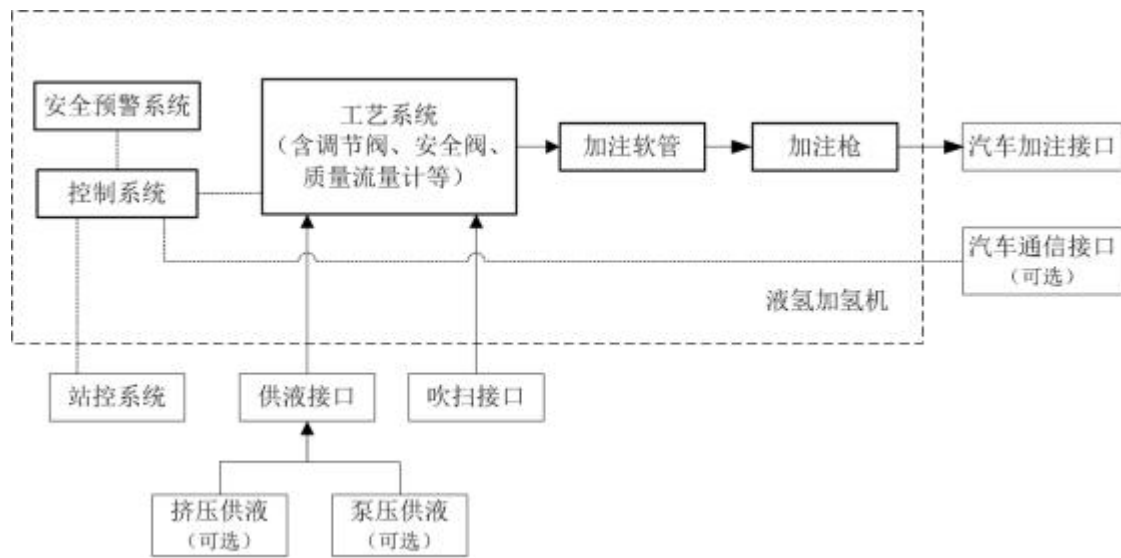 安全预警系统
控制系统
工艺系统
（含调节阀、安全阀、
质量流量计等）
加注软管
加注枪
汽车加注接口
汽车通信接口
（可选）
液氢加氢机
站控系统
供液接口
吹扫接口
挤压供液
（可选）
泵压供液
（可选）